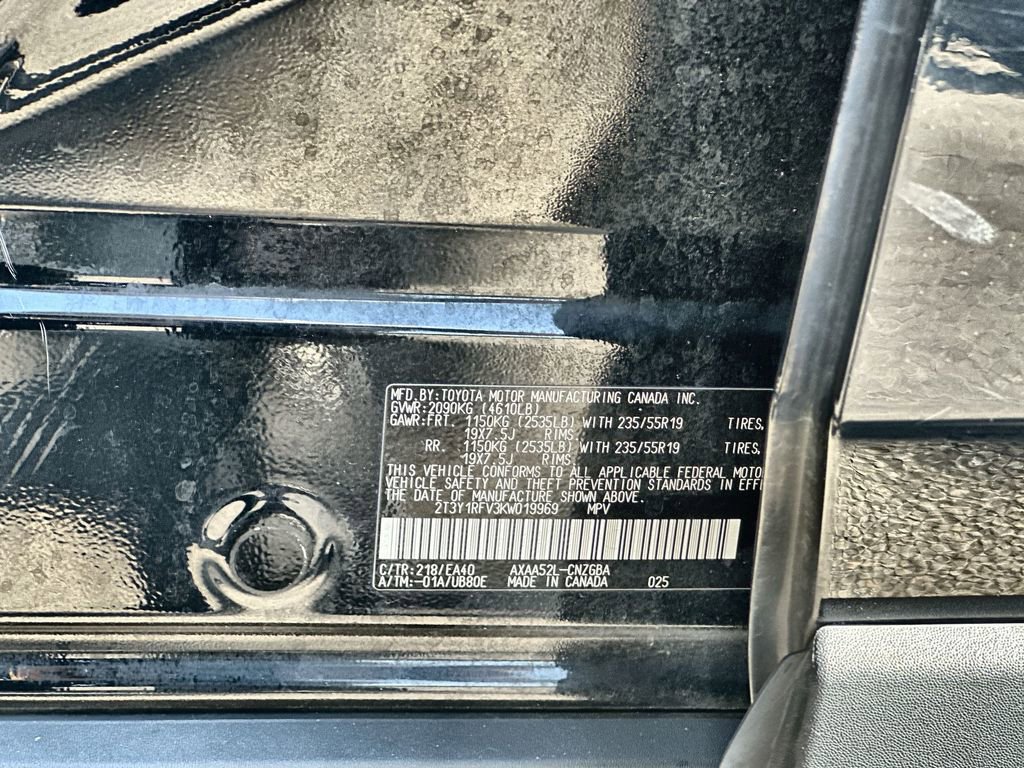 MFD.BY:TOYOTA MOTOR MANUFACTURING CANADA INC.
GVWR:2090KG (4610LB)
GAWR:FRT. 1150KG (2535LB) WITH 235/55R19 TIRES,
19X7.5J RIMS,
RR. 1150KG (2535LB) WITH 235/55R19 TIRES,
19X7.5J RIMS,
THIS VEHICLE CONFORMS TO ALL APPLICABLE FEDERAL MOTO
VEHICLE SAFETY AND THEFT PREVENTION STANDARDS IN EFF
THE DATE OF MANUFACTURE SHOWN ABOVE.
2T3Y1RFV3KW019969 MPV
C/TR:218/EA40 AXAA52L-CNZGBA
A/TM:-01A/UB80E MADE IN CANADA 025